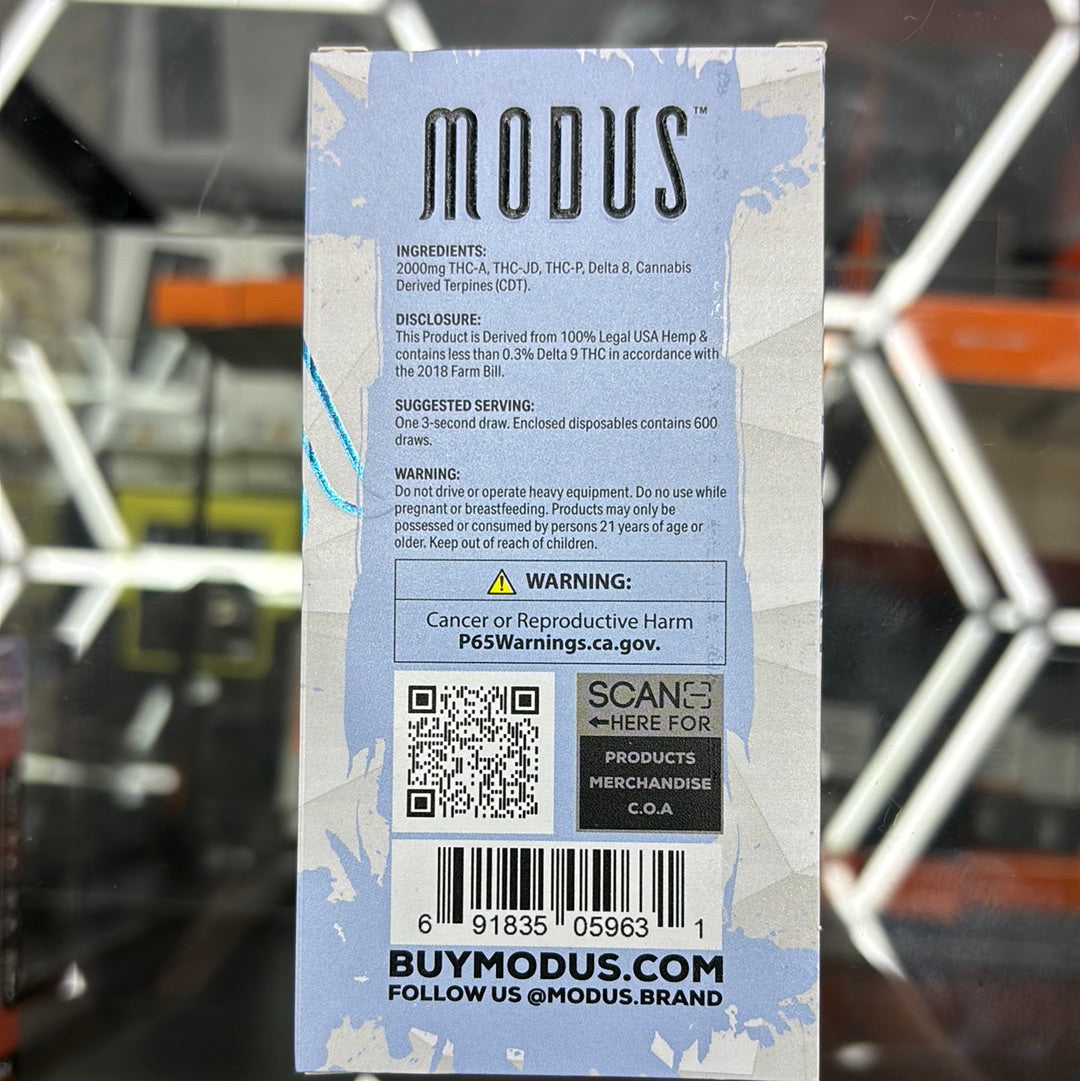 MODUS™
INGREDIENTS:
2000mg THC-A, THC-JD, THC-P, Delta 8, Cannabis
Derived Terpines (CDT).
DISCLOSURE:
This Product is Derived from 100% Legal USA Hemp &
contains less than 0.3% Delta 9 THC in accordance with
the 2018 Farm Bill.
SUGGESTED SERVING:
One 3-second draw. Enclosed disposables contains 600
draws.
WARNING:
Do not drive or operate heavy equipment. Do no use while
pregnant or breastfeeding. Products may only be
possessed or consumed by persons 21 years of age or
older. Keep out of reach of children.
WARNING:
Cancer or Reproductive Harm
P65Warnings.ca.gov.
SCAN
HERE FOR
PRODUCTS
MERCHANDISE
C.O.A
6 91835 05963 1
BUYMODUS.COM
FOLLOW US @MODUS.BRAND